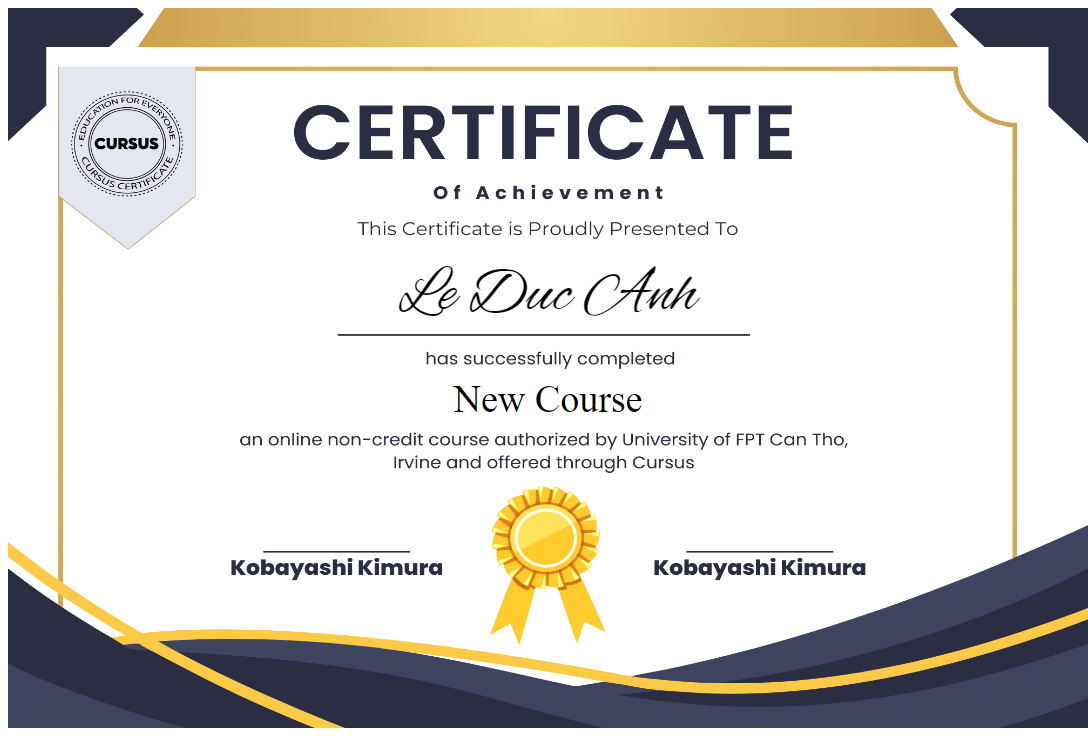 EDUCATION FOR EVERYONE
CURSUS
CURSUS CERTIFICATE
CERTIFICATE
Of Achievement
This Certificate is Proudly Presented To
Le Duc Anh
has successfully completed
New Course
an online non-credit course authorized by University of FPT Can Tho,
Irvine and offered through Cursus
Kobayashi Kimura
Kobayashi Kimura